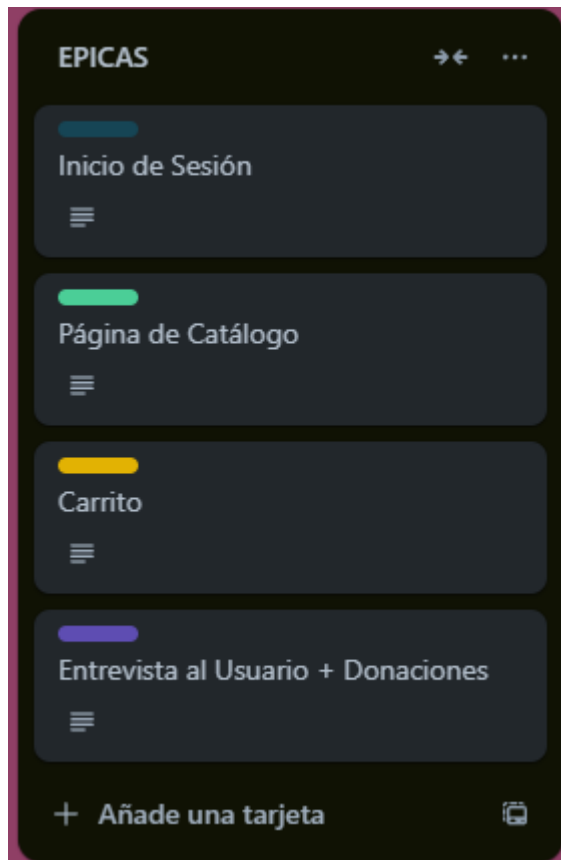 EPICAS
Inicio de Sesión
Página de Catálogo
Carrito
Entrevista al Usuario + Donaciones
+ Añade una tarjeta